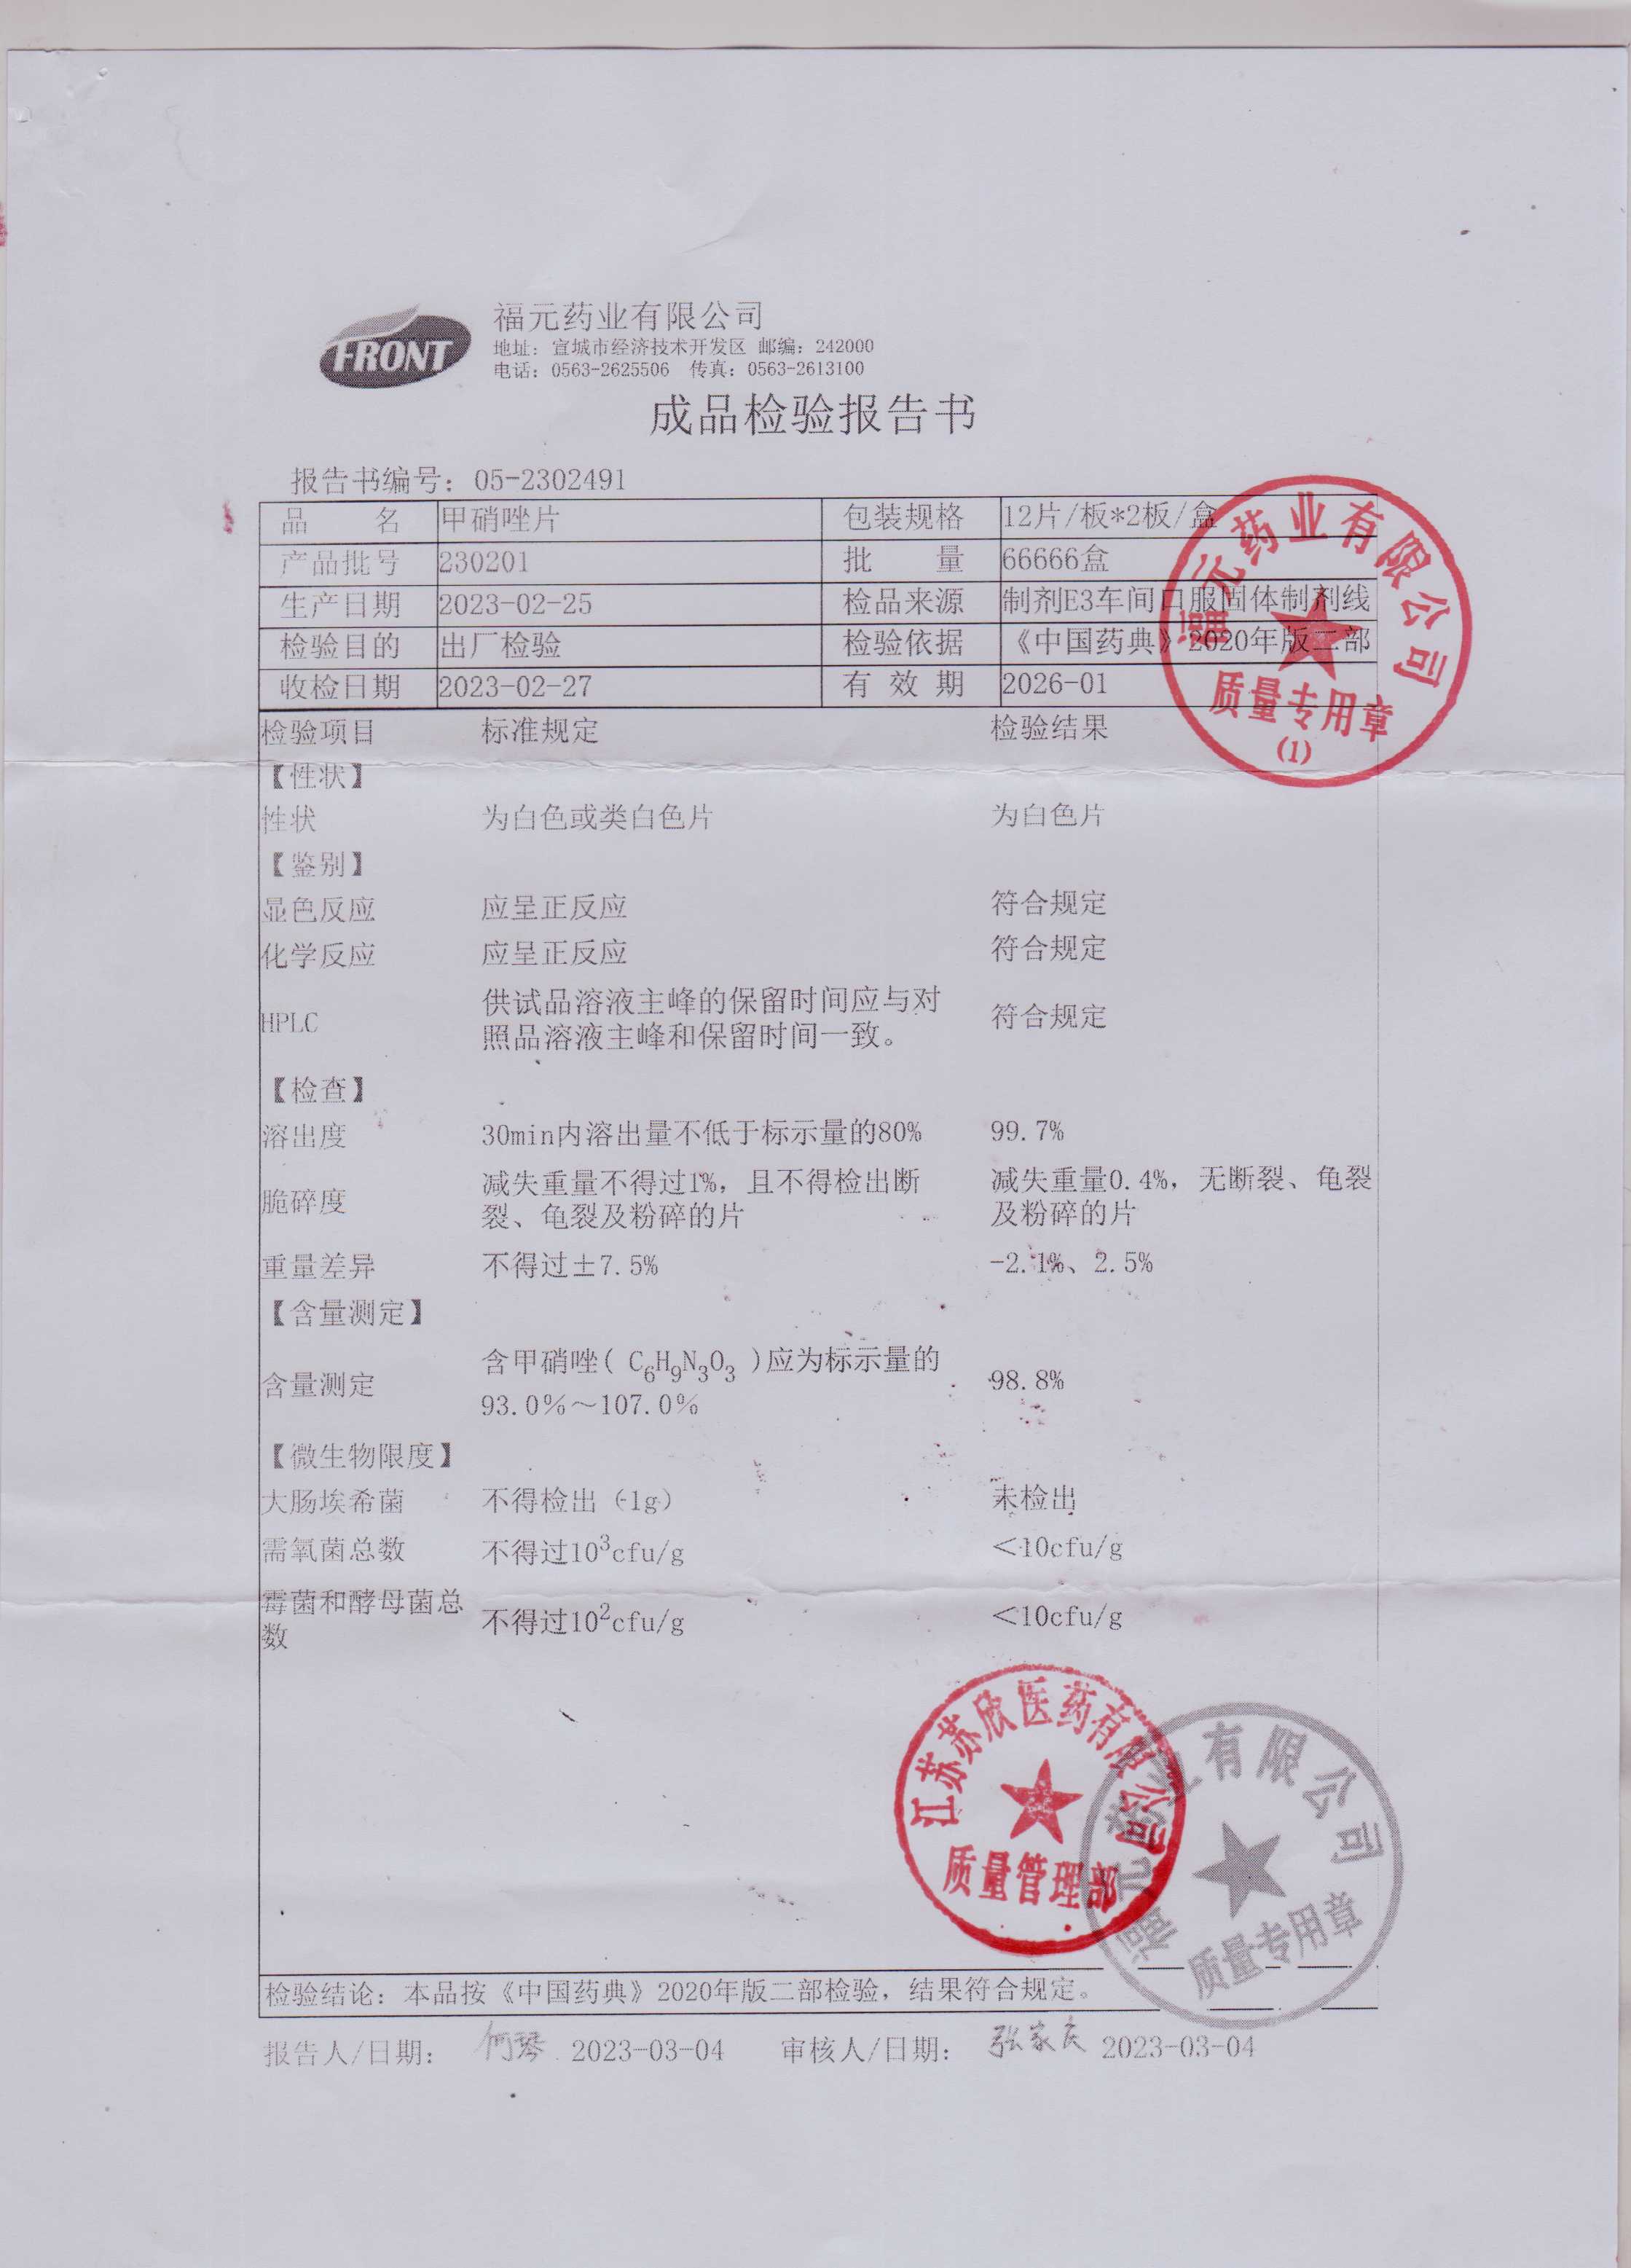 FRONT
福元药业有限公司
地址：宣城市经济技术开发区 邮编：242000
电话：0563-2625506 传真：0563-2613100
成品检验报告书
报告书编号：05-2302491
品名 甲硝唑片 包装规格 12片/板*2板/盒
产品批号 230201 批量 66666盒
生产日期 2023-02-25 检品来源 制剂E3车间口服固体制剂线
检验目的 出厂检验 检验依据 《中国药典》2020年版二部
收检日期 2023-02-27 有效期 2026-01
福元药业有限公司
质量专用章
(1)
检验项目 标准规定 检验结果
【性状】
性状 为白色或类白色片 为白色片
【鉴别】
显色反应 应呈正反应 符合规定
化学反应 应呈正反应 符合规定
HPLC 供试品溶液主峰的保留时间应与对 符合规定
照品溶液主峰和保留时间一致。
【检查】
溶出度 30min内溶出量不低于标示量的80% 99.7%
脆碎度 减失重量不得过1%，且不得检出断 减失重量0.4%，无断裂、龟裂
裂、龟裂及粉碎的片 及粉碎的片
重量差异 不得过±7.5% -2.1%、2.5%
【含量测定】
含量测定 含甲硝唑( C₆H₉N₃O₃ )应为标示量的 98.8%
93.0%～107.0%
【微生物限度】
大肠埃希菌 不得检出（1g） 未检出
需氧菌总数 不得过10³cfu/g ＜10cfu/g
霉菌和酵母菌总 不得过10²cfu/g ＜10cfu/g
数
江苏苏欣医药有限公司
质量管理部
福元药业有限公司
质量专用章
检验结论：本品按《中国药典》2020年版二部检验，结果符合规定。
报告人/日期： 何琴 2023-03-04 审核人/日期： 张家庆 2023-03-04